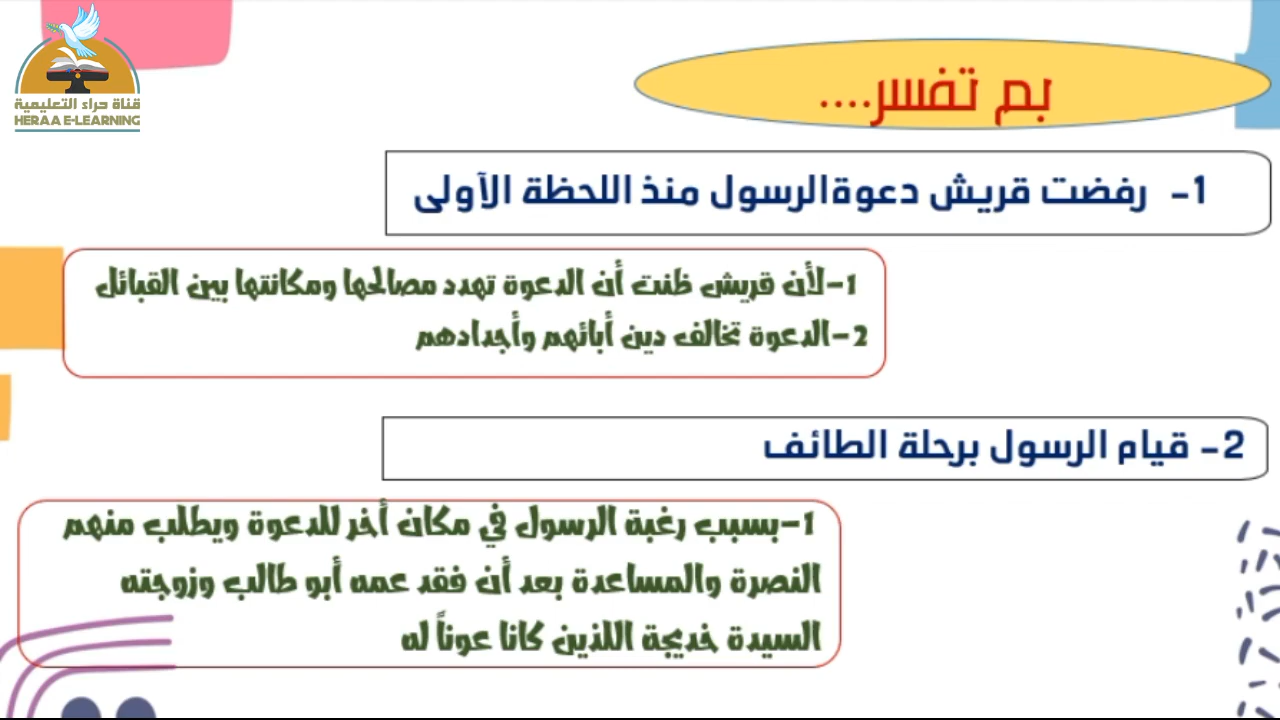 قناة حراء التعليمية
HERAA E-LEARNING
بم تفسر....
1- رفضت قريش دعوةالرسول منذ اللحظة الآولى
1-لأن قريش ظنت أن الدعوة تهدد مصالحها ومكانتها بين القبائل
2-الدعوة تخالف دين أبائهم وأجدادهم
2- قيام الرسول برحلة الطائف
1-بسبب رغبة الرسول في مكان أخر للدعوة ويطلب منهم
النصرة والمساعدة بعد أن فقد عمه أبو طالب وزوجته
السيدة خديجة اللذين كانا عوناً له